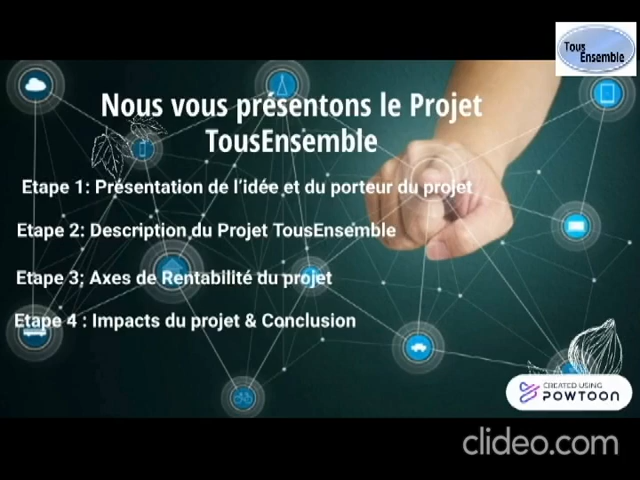 Tous
Ensemble
Nous vous présentons le Projet
TousEnsemble
Etape 1: Présentation de l'idée et du porteur du projet
Etape 2: Description du Projet TousEnsemble
Etape 3; Axes de Rentabilité du projet
Etape 4 : Impacts du projet & Conclusion
CREATED USING
POWTOON
clideo.com